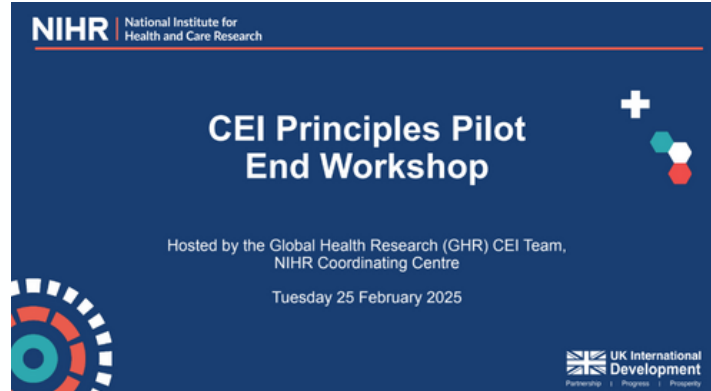 NIHR | National Institute for
Health and Care Research
CEI Principles Pilot
End Workshop
Hosted by the Global Health Research (GHR) CEI Team,
NIHR Coordinating Centre
Tuesday 25 February 2025
UK International
Development
Partnership | Progress | Prosperity